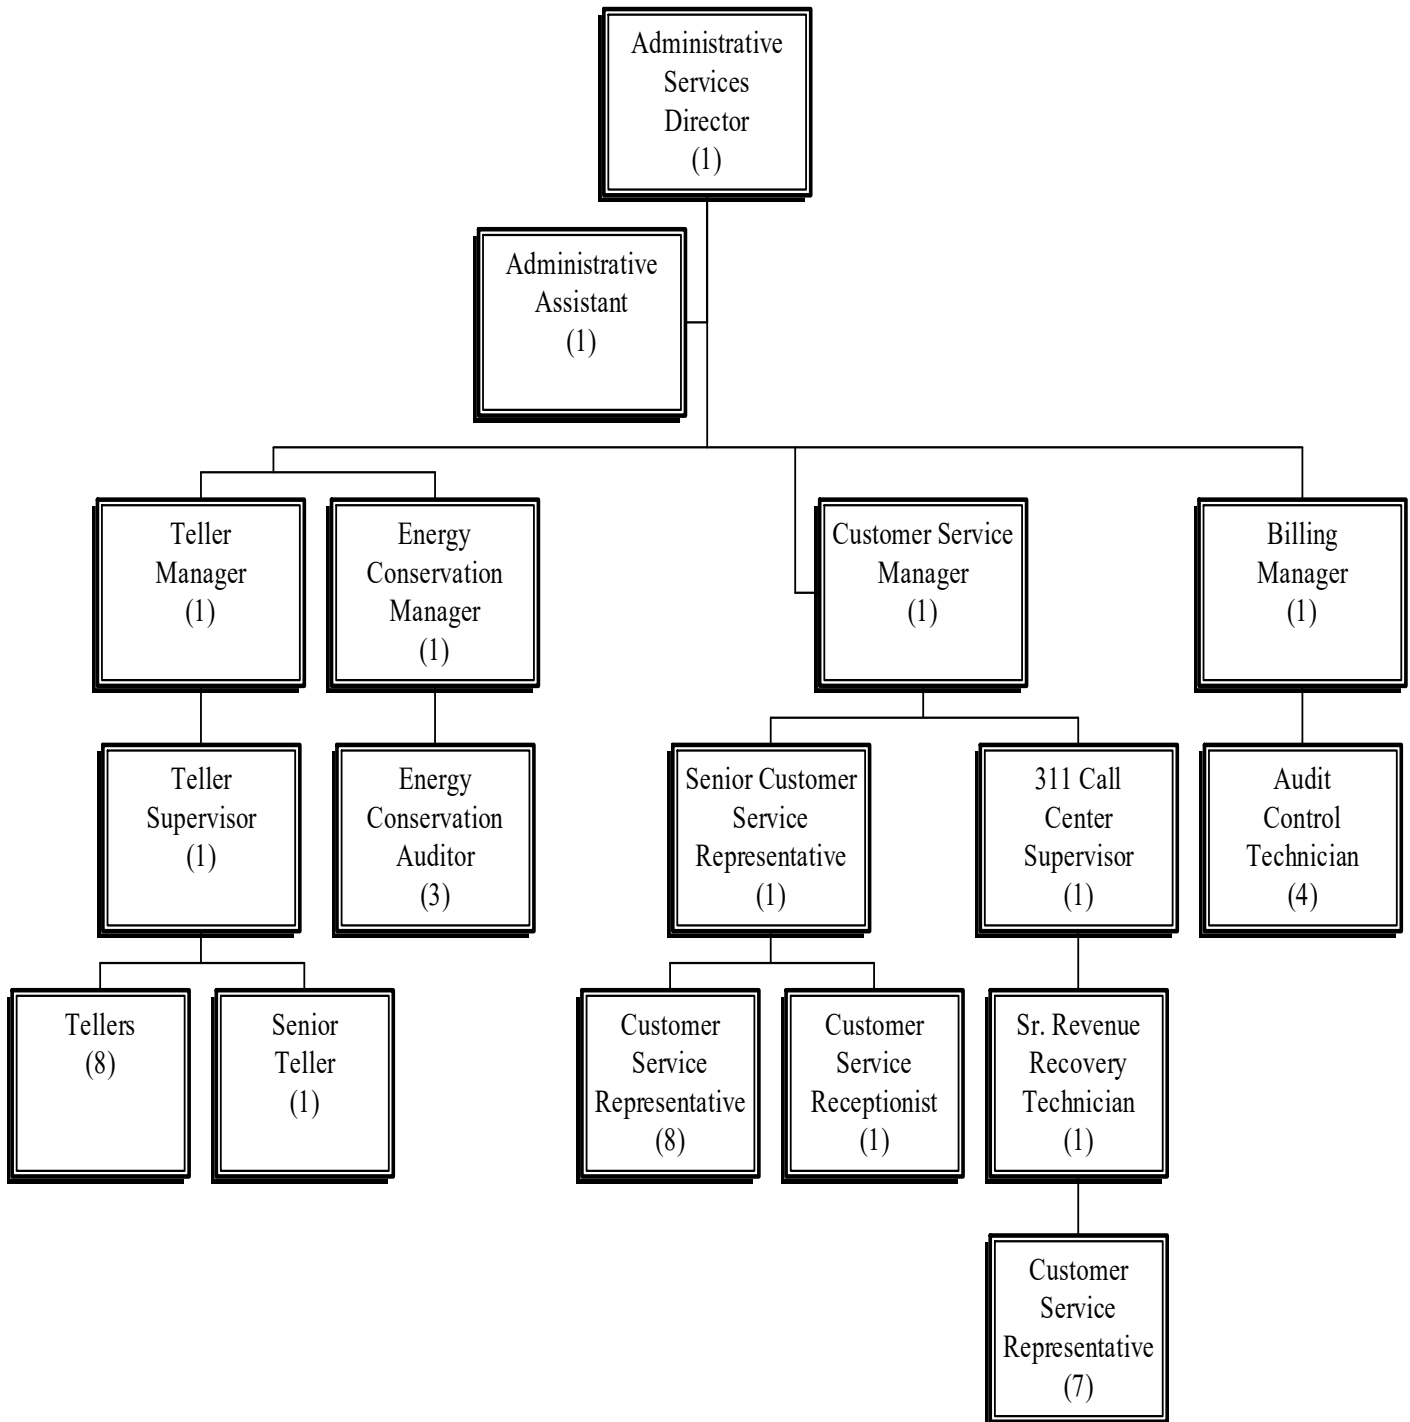 Administrative
Services
Director
(1)
Administrative
Assistant
(1)
Teller
Manager
(1)
Energy
Conservation
Manager
(1)
Customer Service
Manager
(1)
Billing
Manager
(1)
Teller
Supervisor
(1)
Energy
Conservation
Auditor
(3)
Senior Customer
Service
Representative
(1)
311 Call
Center
Supervisor
(1)
Audit
Control
Technician
(4)
Tellers
(8)
Senior
Teller
(1)
Customer
Service
Representative
(8)
Customer
Service
Receptionist
(1)
Sr. Revenue
Recovery
Technician
(1)
Customer
Service
Representative
(7)